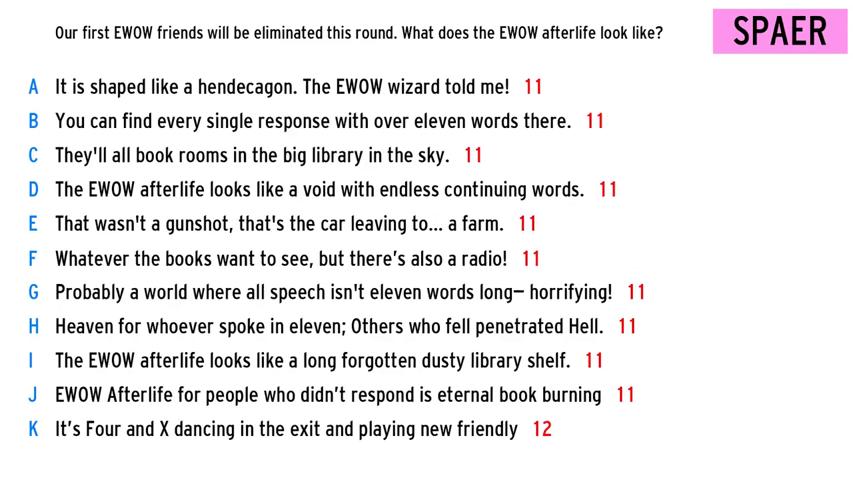 Our first EWOW friends will be eliminated this round. What does the EWOW afterlife look like?
SPAER
A It is shaped like a hendecagon. The EWOW wizard told me! 11
B You can find every single response with over eleven words there. 11
C They'll all book rooms in the big library in the sky. 11
D The EWOW afterlife looks like a void with endless continuing words. 11
E That wasn't a gunshot, that's the car leaving to... a farm. 11
F Whatever the books want to see, but there’s also a radio! 11
G Probably a world where all speech isn't eleven words long— horrifying! 11
H Heaven for whoever spoke in eleven; Others who fell penetrated Hell. 11
I The EWOW afterlife looks like a long forgotten dusty library shelf. 11
J EWOW Afterlife for people who didn’t respond is eternal book burning 11
K It’s Four and X dancing in the exit and playing new friendly 12